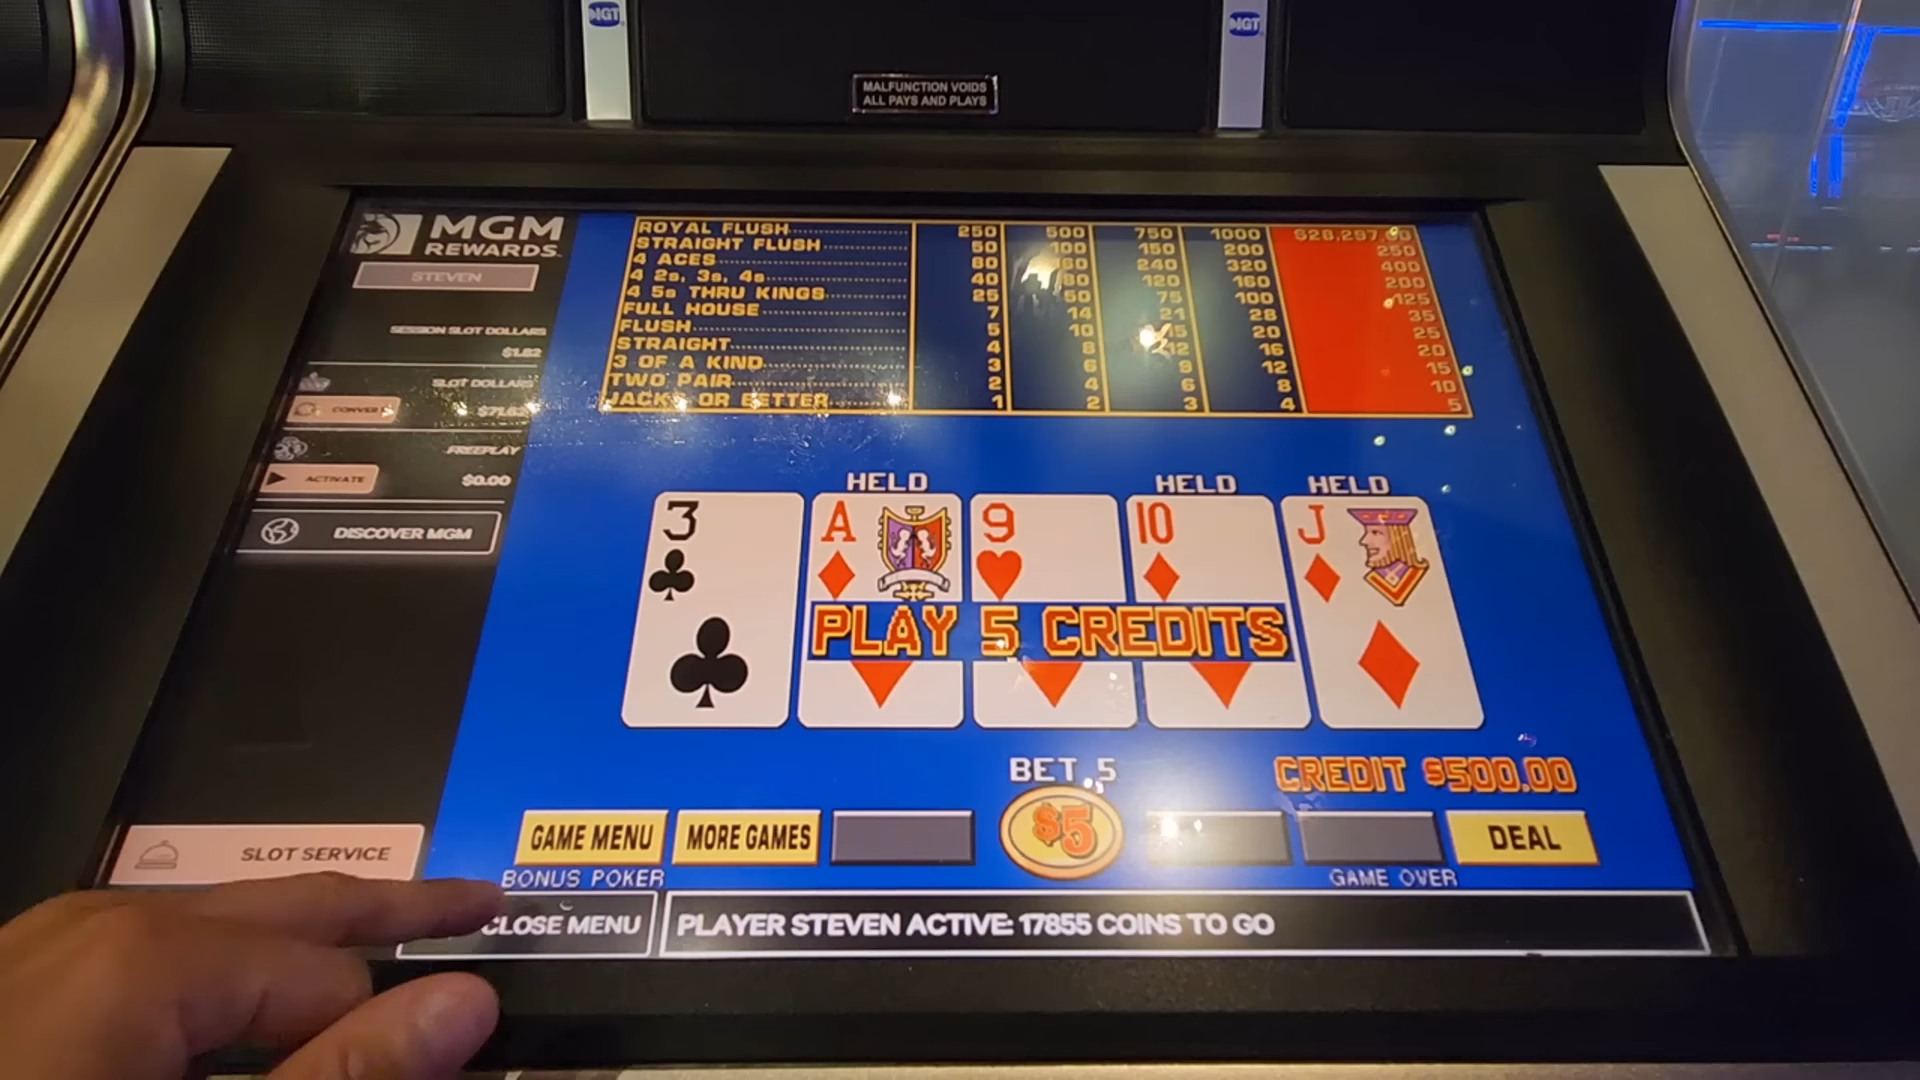 IGT
IGT
MALFUNCTION VOIDS
ALL PAYS AND PLAYS
MGM
REWARDS
STEVEN
SESSION SLOT DOLLARS
$1.82
SLOT DOLLARS
CONVERT
FREEPLAY
ACTIVATE
$0.00
DISCOVER MGM
SLOT SERVICE
ROYAL FLUSH 250 500 750 1000
STRAIGHT FLUSH 50 100 150 200 250
4 ACES 80 160 240 320 400
4 2s, 3s, 4s 40 80 120 160 200
4 5s THRU KINGS 25 50 75 100 125
FULL HOUSE 7 14 21 28 35
FLUSH 5 10 15 20 25
STRAIGHT 4 8 12 16 20
3 OF A KIND 3 6 9 12 15
TWO PAIR 2 4 6 8 10
JACKS OR BETTER 1 2 3 4 5
HELD HELD HELD
3 A 9 10 J
PLAY 5 CREDITS
BET 5 CREDIT $500.00
GAME MENU MORE GAMES $5 DEAL
BONUS POKER GAME OVER
CLOSE MENU PLAYER STEVEN ACTIVE: 17855 COINS TO GO